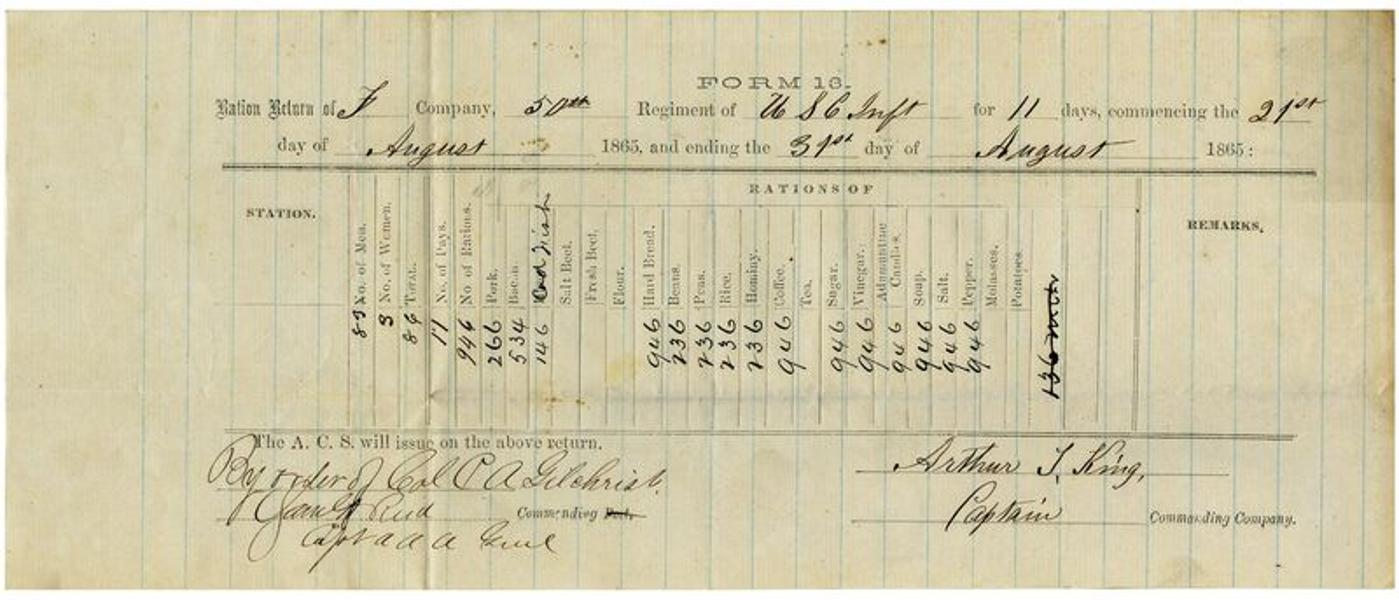 FORM 13.
Ration Return of F Company, 50th Regiment of U S C Inft for 11 days, commencing the 21st
day of August 1865, and ending the 31st day of August 1865:
RATIONS OF
STATION.
No. of Men.
No. of Women.
TOTAL.
No. of Days.
No of Rations.
Pork.
Bacon
Cod Fish
Salt Beef.
Fresh Beef.
Flour.
Hard Bread.
Beans.
Peas.
Rice.
Hominy.
Coffee.
Tea.
Sugar.
Vinegar.
Adamantine Candles.
Soap.
Salt.
Pepper.
Molasses.
Potatoes
REMARKS.
83
3
86
11
946
266
534
146
946
236
236
236
236
946
946
946
946
946
946
946
136
The A. C. S. will issue on the above return.
By order of Col C A Gilchrist.
Commending Post.
Capt a a a Genl
Arthur J. King,
Captain Commanding Company.